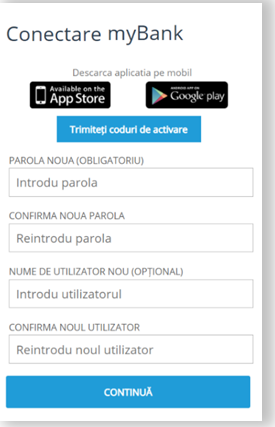 Conectare myBank
Descarca aplicatia pe mobil
Available on the App Store
ANDROID APP ON Google play
Trimiteți coduri de activare
PAROLA NOUA (OBLIGATORIU)
Introdu parola
CONFIRMA NOUA PAROLA
Reintrodu parola
NUME DE UTILIZATOR NOU (OPȚIONAL)
Introdu utilizatorul
CONFIRMA NOUL UTILIZATOR
Reintrodu noul utilizator
CONTINUĂ